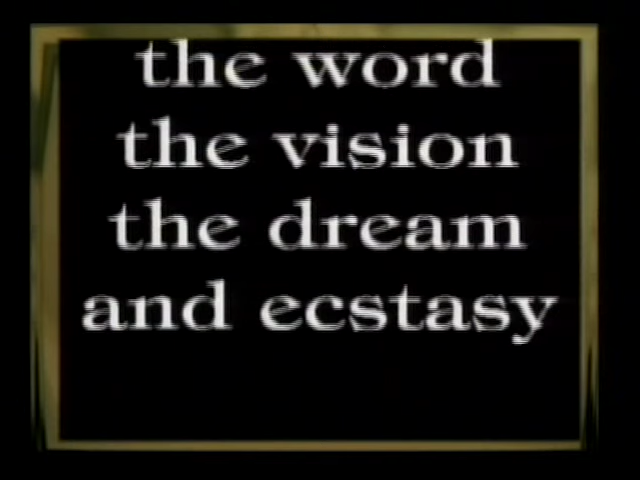 the word
the vision
the dream
and ecstasy